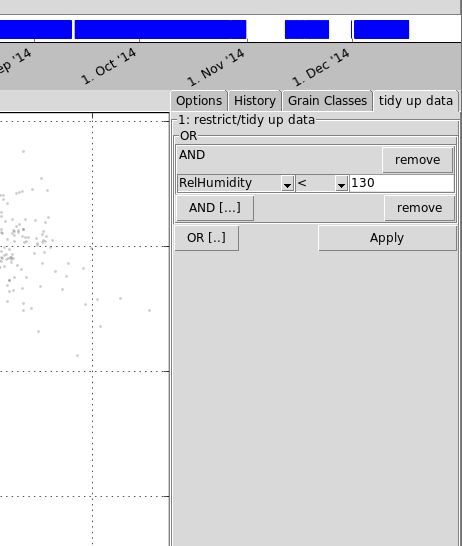 ep '14
1. Oct '14
1. Nov '14
1. Dec '14
Options History Grain Classes tidy up data
1: restrict/tidy up data
OR
AND
remove
RelHumidity < 130
AND [...] remove
OR [..] Apply